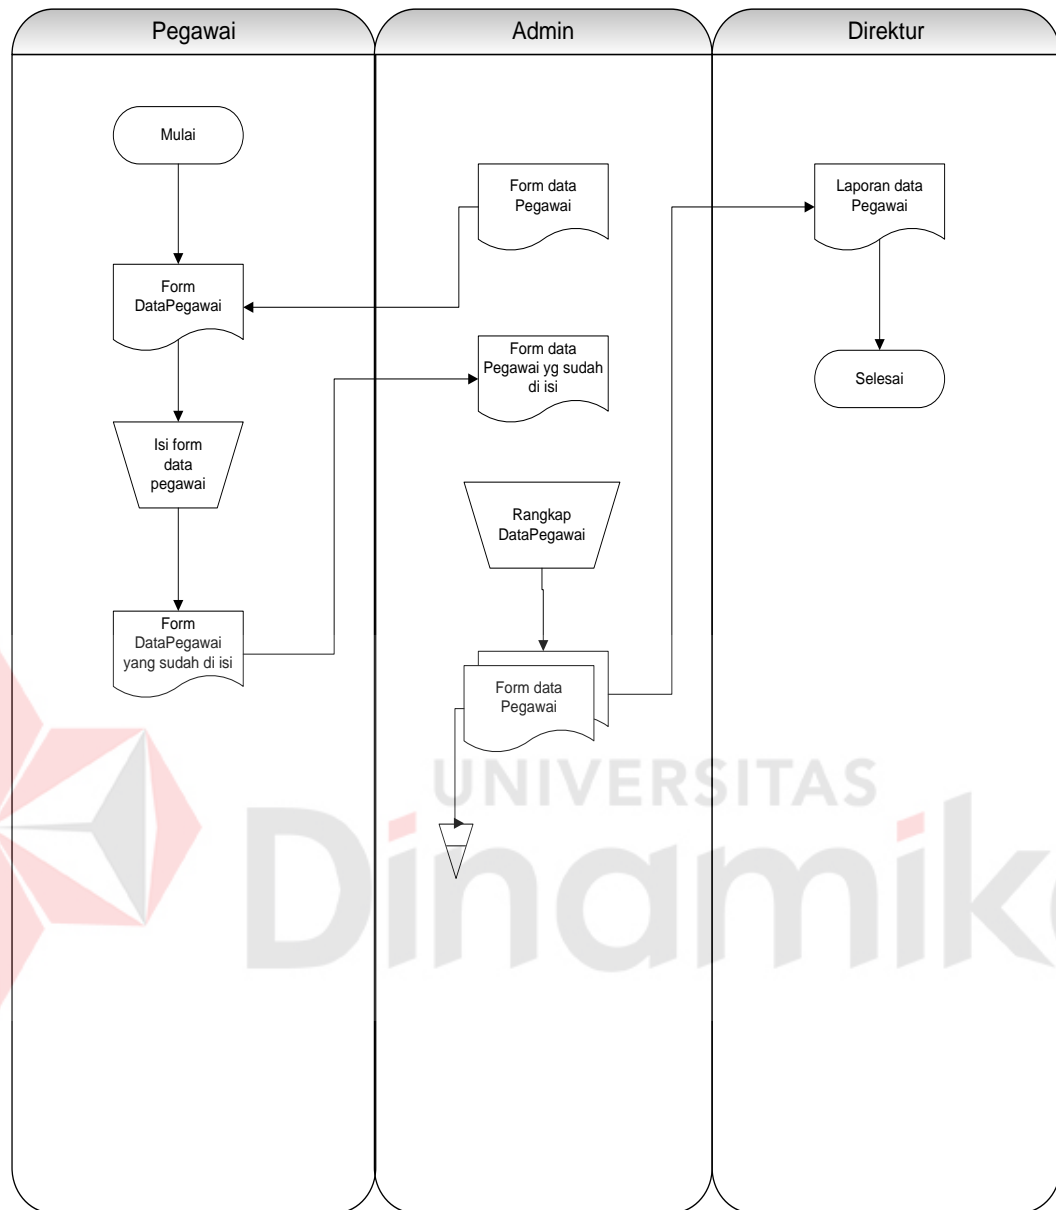 Pegawai
Admin
Direktur
Mulai
Form
DataPegawai
Isi form
data
pegawai
Form
DataPegawai
yang sudah di isi
Form data
Pegawai
Form data
Pegawai yg sudah
di isi
Rangkap
DataPegawai
Form data
Pegawai
Laporan data
Pegawai
Selesai
UNIVERSITAS
Dinamika